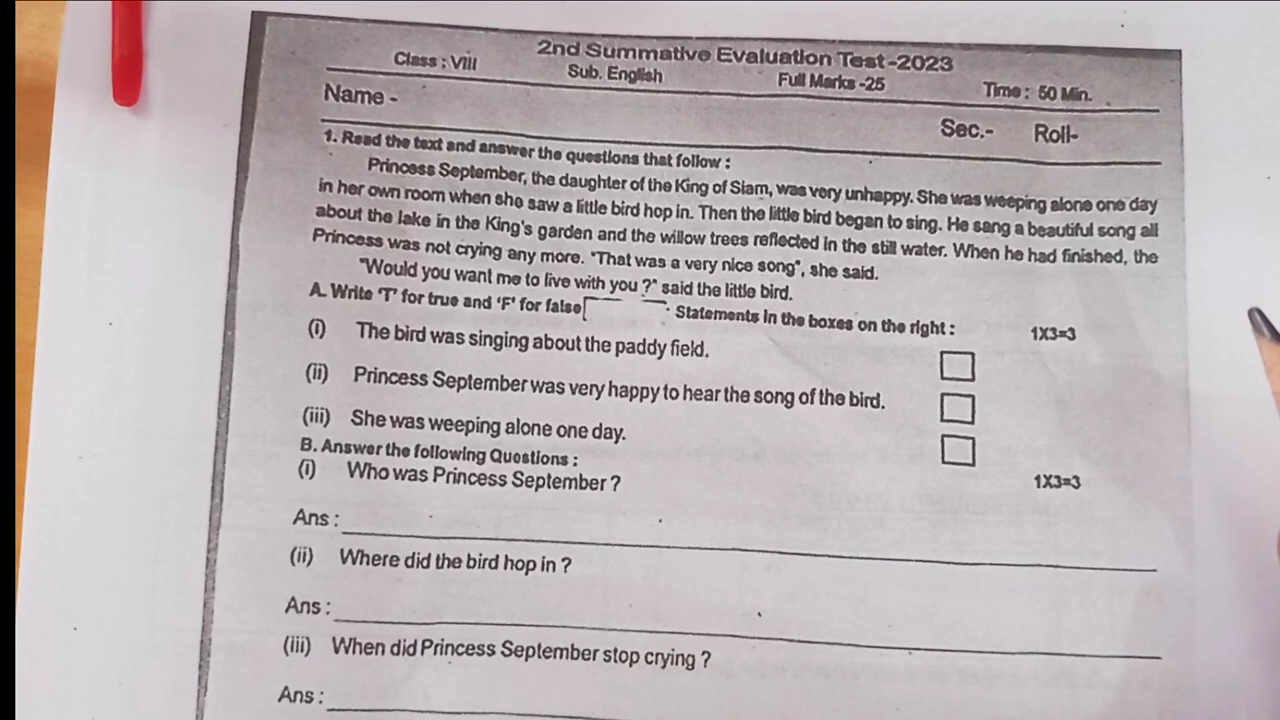 2nd Summative Evaluation Test-2023
Class : VIII Sub. English Full Marks -25 Time : 50 Min.
Name - Sec.- Roll-
1. Read the text and answer the questions that follow :
Princess September, the daughter of the King of Siam, was very unhappy. She was weeping alone one day
in her own room when she saw a little bird hop in. Then the little bird began to sing. He sang a beautiful song all
about the lake in the King's garden and the willow trees reflected in the still water. When he had finished, the
Princess was not crying any more. "That was a very nice song", she said.
"Would you want me to live with you ?" said the little bird.
A. Write 'T' for true and 'F' for false : Statements in the boxes on the right : 1X3=3
(i) The bird was singing about the paddy field.
(ii) Princess September was very happy to hear the song of the bird.
(iii) She was weeping alone one day.
B. Answer the following Questions : 1X3=3
(i) Who was Princess September ?
Ans :
(ii) Where did the bird hop in ?
Ans :
(iii) When did Princess September stop crying ?
Ans :